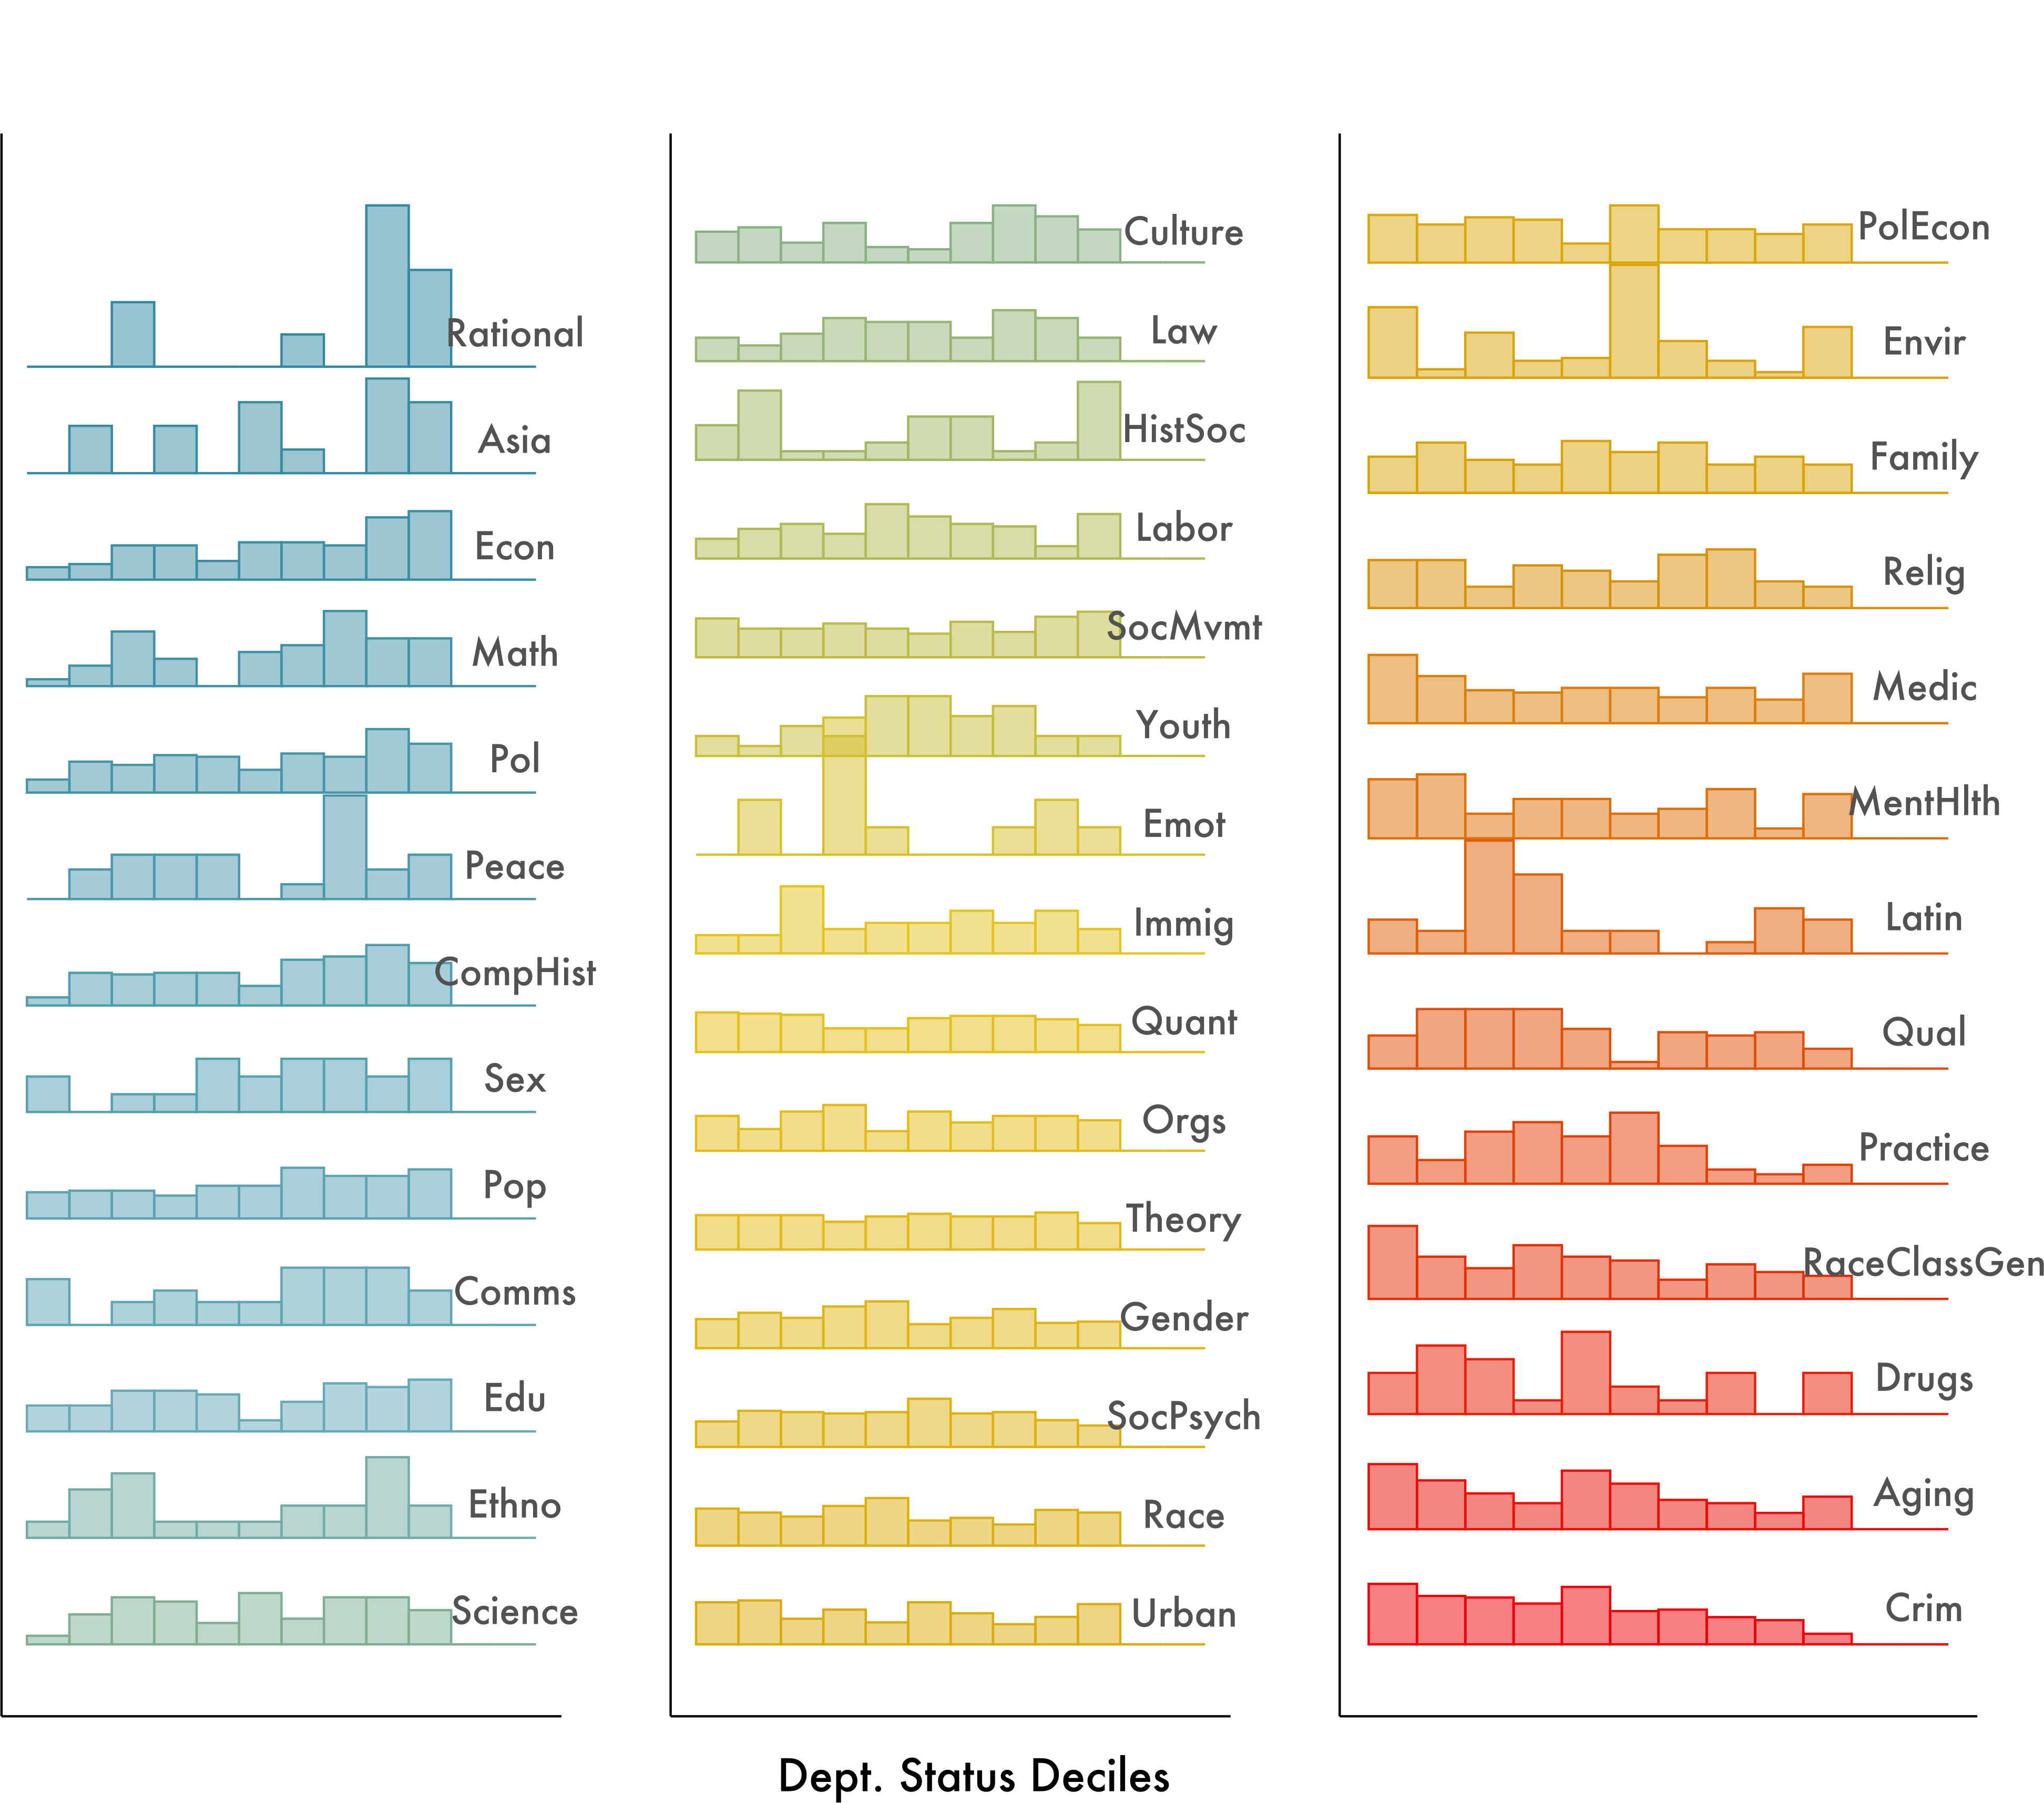 Rational
Asia
Econ
Math
Pol
Peace
CompHist
Sex
Pop
Comms
Edu
Ethno
Science
Culture
Law
HistSoc
Labor
SocMvmt
Youth
Emot
Immig
Quant
Orgs
Theory
Gender
SocPsych
Race
Urban
PolEcon
Envir
Family
Relig
Medic
MentHlth
Latin
Qual
Practice
RaceClassGen
Drugs
Aging
Crim
Dept. Status Deciles